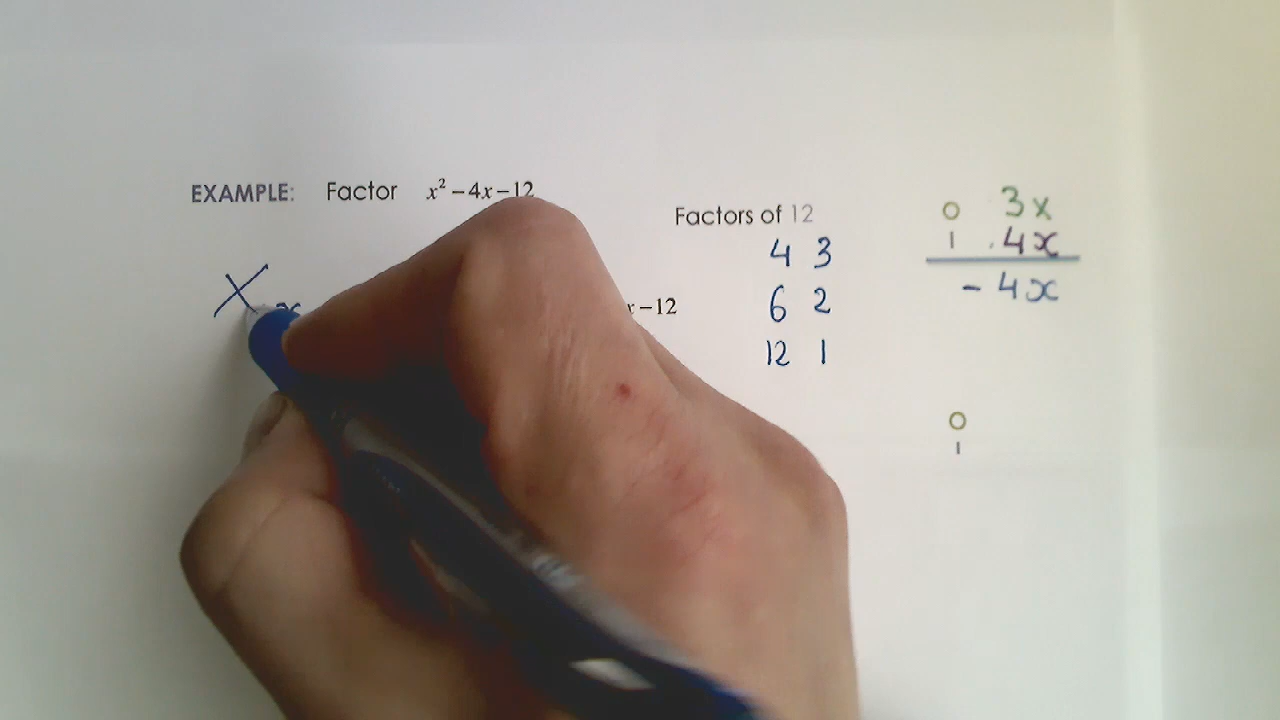 EXAMPLE: Factor x² – 4x – 12
Factors of 12
4 3
6 2
12 1
O 3x
I 4x
- 4x
x
– 12
O
I